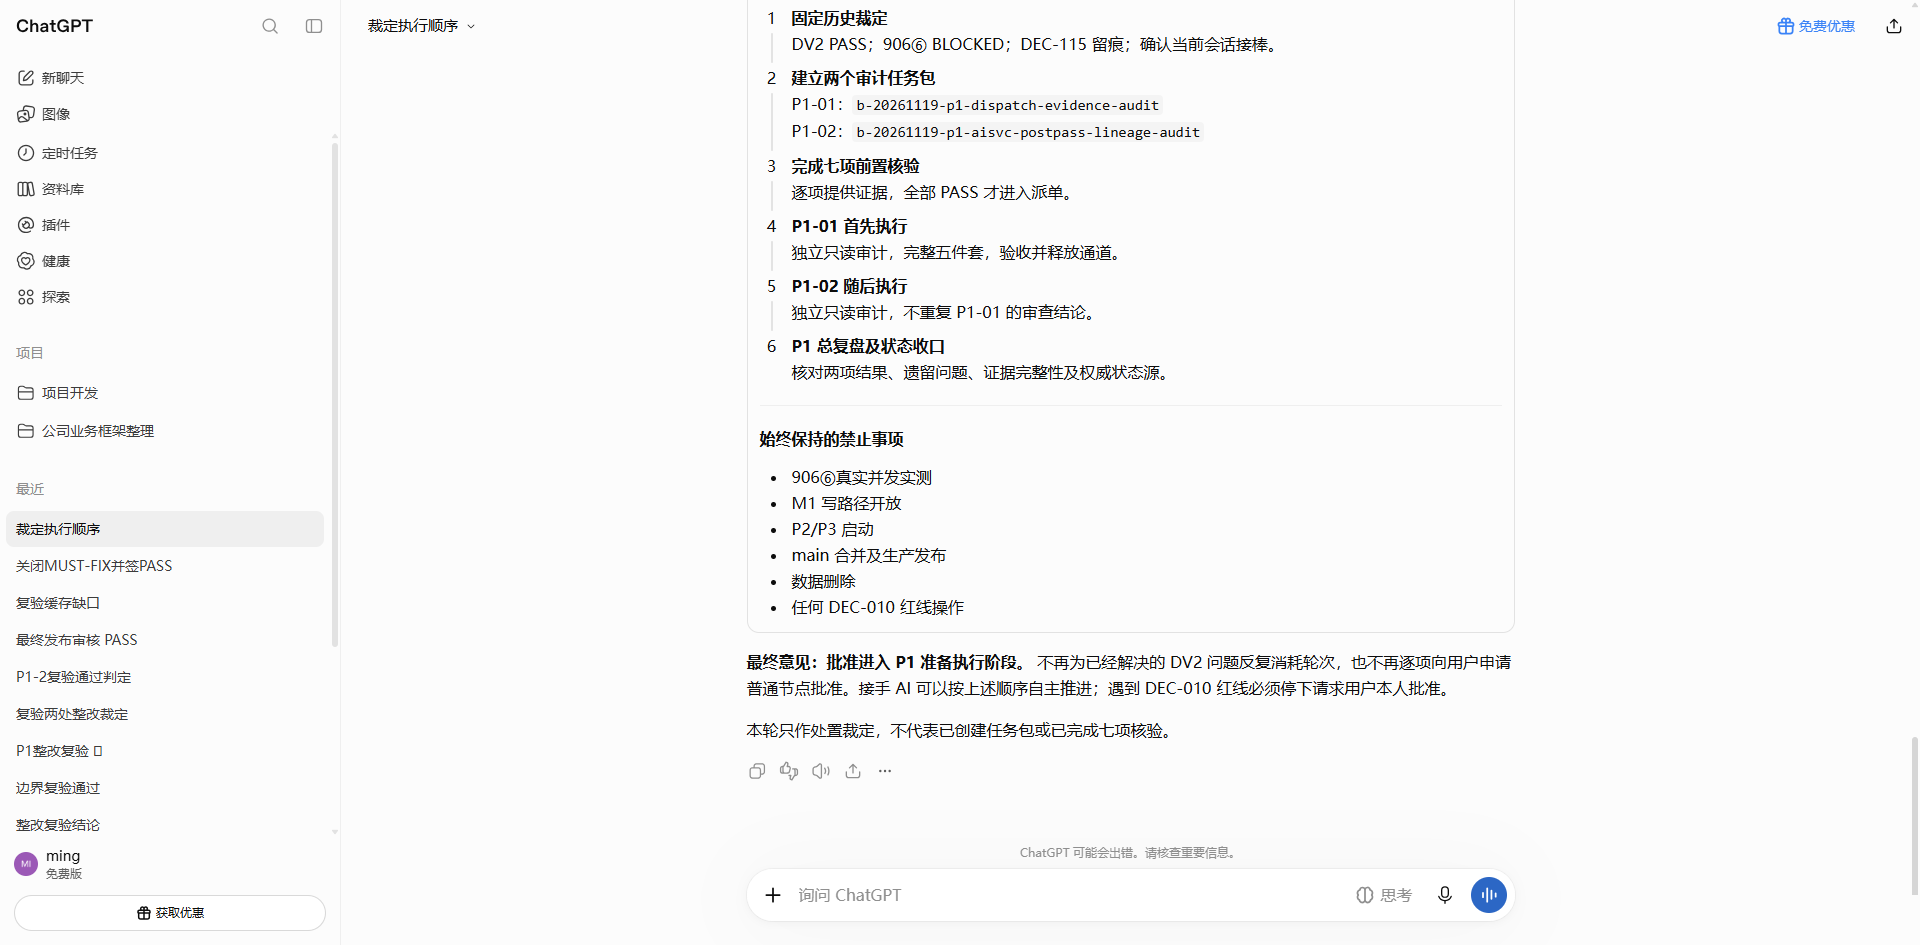 ChatGPT
新聊天
图像
定时任务
资料库
插件
健康
探索
项目
项目开发
公司业务框架整理
最近
裁定执行顺序
关闭MUST-FIX并签PASS
复验缓存缺口
最终发布审核 PASS
P1-2复验通过判定
复验两处整改裁定
P1整改复验
边界复验通过
整改复验结论
MI
ming
免费版
获取优惠
裁定执行顺序
免费优惠
1 固定历史裁定
DV2 PASS；906⑥ BLOCKED；DEC-115 留痕；确认当前会话接棒。
2 建立两个审计任务包
P1-01： b-20261119-p1-dispatch-evidence-audit
P1-02： b-20261119-p1-aisvc-postpass-lineage-audit
3 完成七项前置核验
逐项提供证据，全部 PASS 才进入派单。
4 P1-01 首先执行
独立只读审计，完整五件套，验收并释放通道。
5 P1-02 随后执行
独立只读审计，不重复 P1-01 的审查结论。
6 P1 总复盘及状态收口
核对两项结果、遗留问题、证据完整性及权威状态源。
始终保持的禁止事项
• 906⑥真实并发实测
• M1 写路径开放
• P2/P3 启动
• main 合并及生产发布
• 数据删除
• 任何 DEC-010 红线操作
最终意见：批准进入 P1 准备执行阶段。 不再为已经解决的 DV2 问题反复消耗轮次，也不再逐项向用户申请
普通节点批准。接手 AI 可以按上述顺序自主推进；遇到 DEC-010 红线必须停下请求用户本人批准。
本轮只作处置裁定，不代表已创建任务包或已完成七项核验。
ChatGPT 可能会出错。请核查重要信息。
询问 ChatGPT
思考